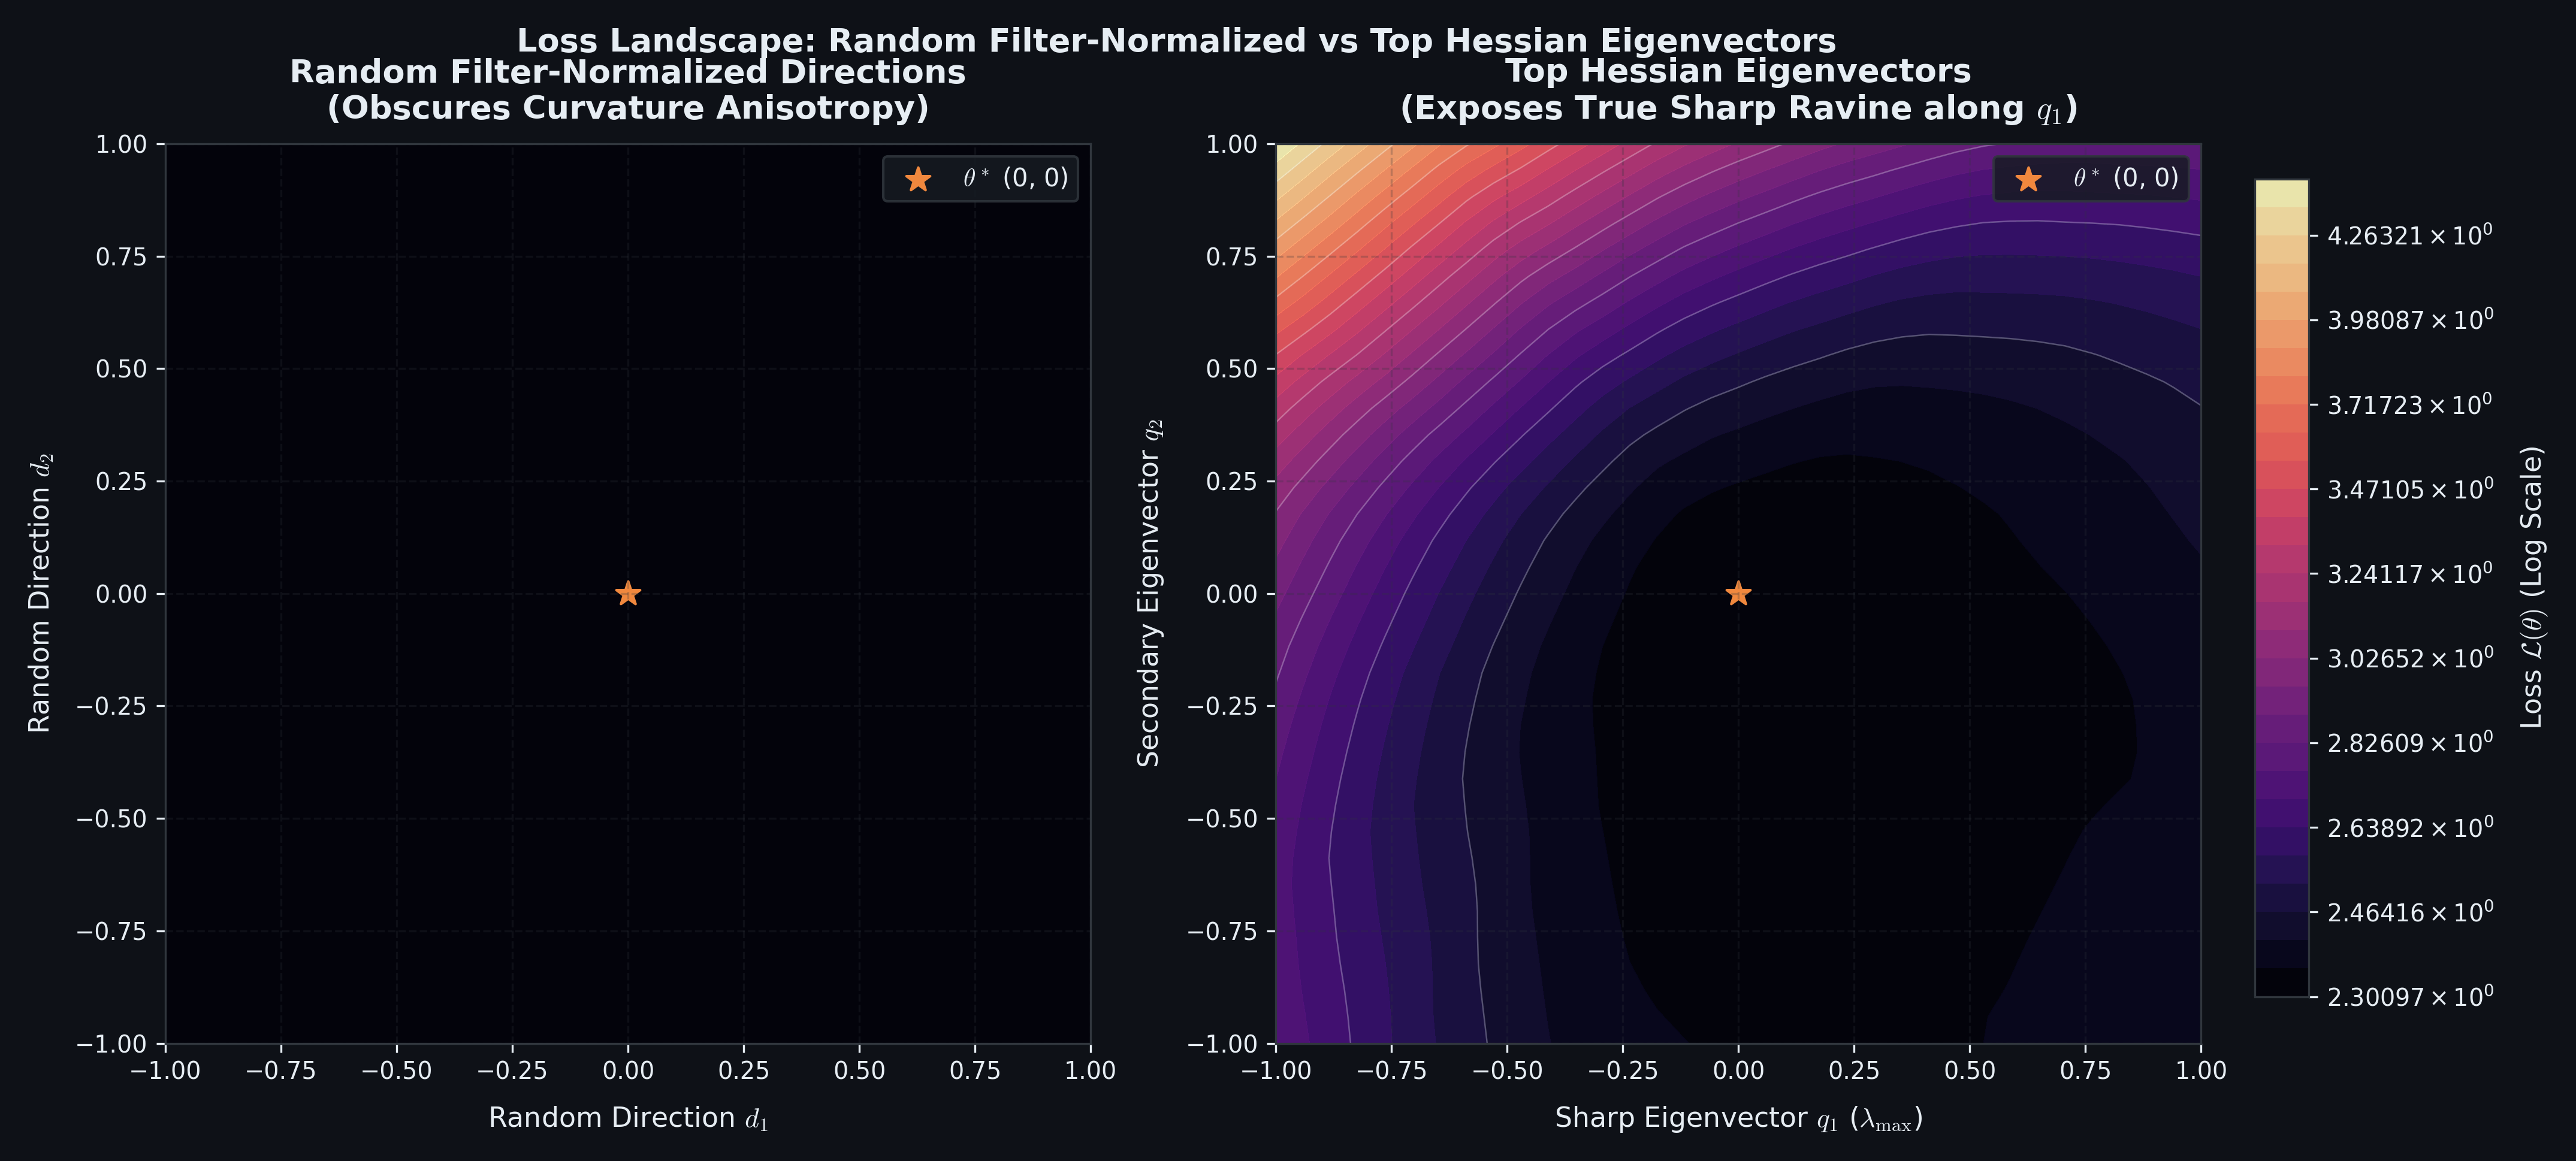 Loss Landscape: Random Filter-Normalized vs Top Hessian Eigenvectors
Random Filter-Normalized Directions
(Obscures Curvature Anisotropy)
θ* (0, 0)
1.00
0.75
0.50
0.25
0.00
−0.25
−0.50
−0.75
−1.00
Random Direction d₂
−1.00 −0.75 −0.50 −0.25 0.00 0.25 0.50 0.75 1.00
Random Direction d₁
Top Hessian Eigenvectors
(Exposes True Sharp Ravine along q₁)
θ* (0, 0)
1.00
0.75
0.50
0.25
0.00
−0.25
−0.50
−0.75
−1.00
Secondary Eigenvector q₂
−1.00 −0.75 −0.50 −0.25 0.00 0.25 0.50 0.75 1.00
Sharp Eigenvector q₁ (λmax)
4.26321 × 10⁰
3.98087 × 10⁰
3.71723 × 10⁰
3.47105 × 10⁰
3.24117 × 10⁰
3.02652 × 10⁰
2.82609 × 10⁰
2.63892 × 10⁰
2.46416 × 10⁰
2.30097 × 10⁰
Loss ℒ(θ) (Log Scale)